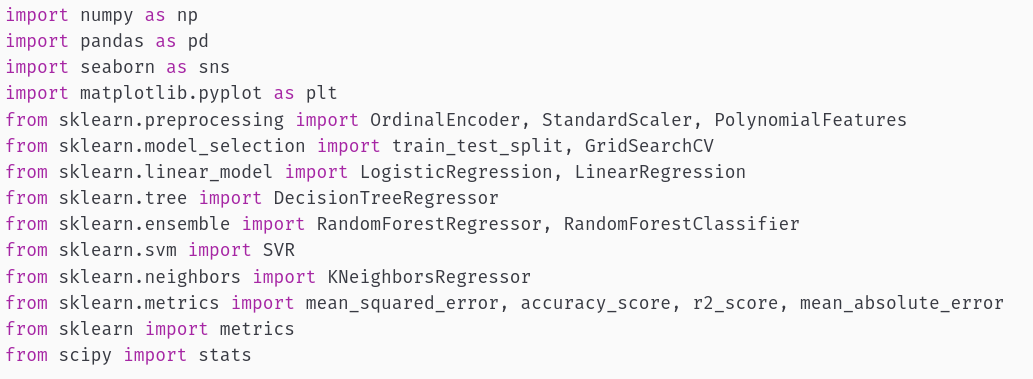 import numpy as np
import pandas as pd
import seaborn as sns
import matplotlib.pyplot as plt
from sklearn.preprocessing import OrdinalEncoder, StandardScaler, PolynomialFeatures
from sklearn.model_selection import train_test_split, GridSearchCV
from sklearn.linear_model import LogisticRegression, LinearRegression
from sklearn.tree import DecisionTreeRegressor
from sklearn.ensemble import RandomForestRegressor, RandomForestClassifier
from sklearn.svm import SVR
from sklearn.neighbors import KNeighborsRegressor
from sklearn.metrics import mean_squared_error, accuracy_score, r2_score, mean_absolute_error
from sklearn import metrics
from scipy import stats